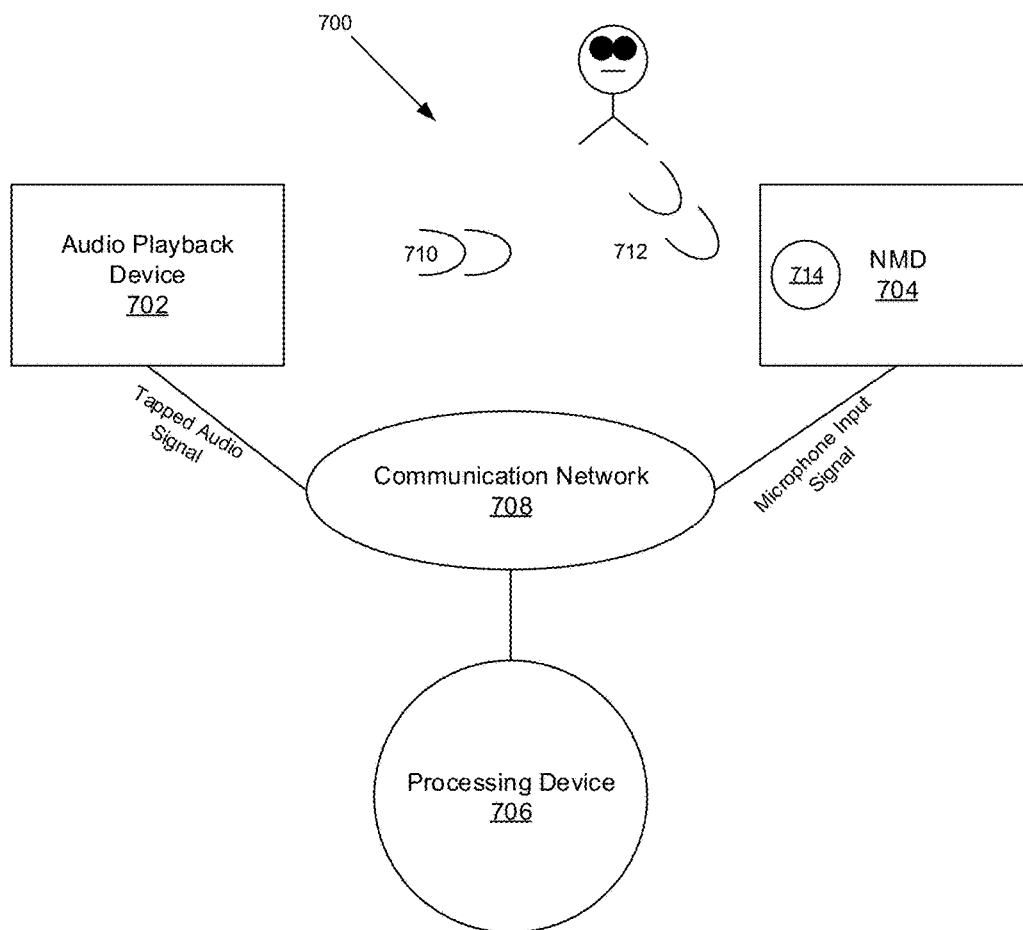 700
Audio Playback
Device
702
710
712
714
NMD
704
Tapped Audio
Signal
Microphone Input
Signal
Communication Network
708
Processing Device
706